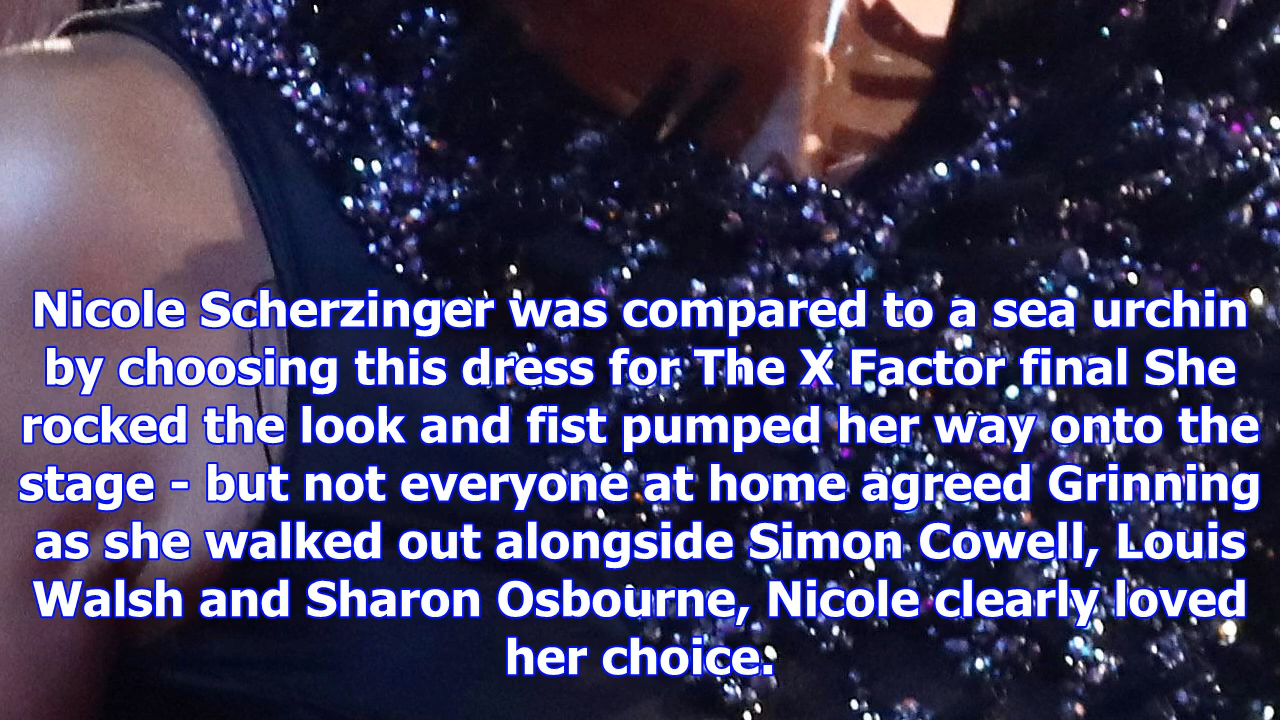 Nicole Scherzinger was compared to a sea urchin
by choosing this dress for The X Factor final She
rocked the look and fist pumped her way onto the
stage - but not everyone at home agreed Grinning
as she walked out alongside Simon Cowell, Louis
Walsh and Sharon Osbourne, Nicole clearly loved
her choice.